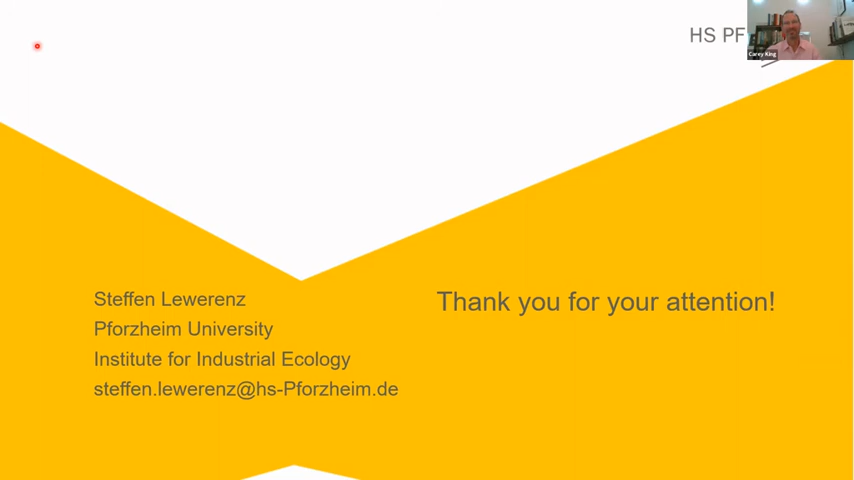 HS PF
Carey King
Steffen Lewerenz
Pforzheim University
Institute for Industrial Ecology
steffen.lewerenz@hs-Pforzheim.de
Thank you for your attention!